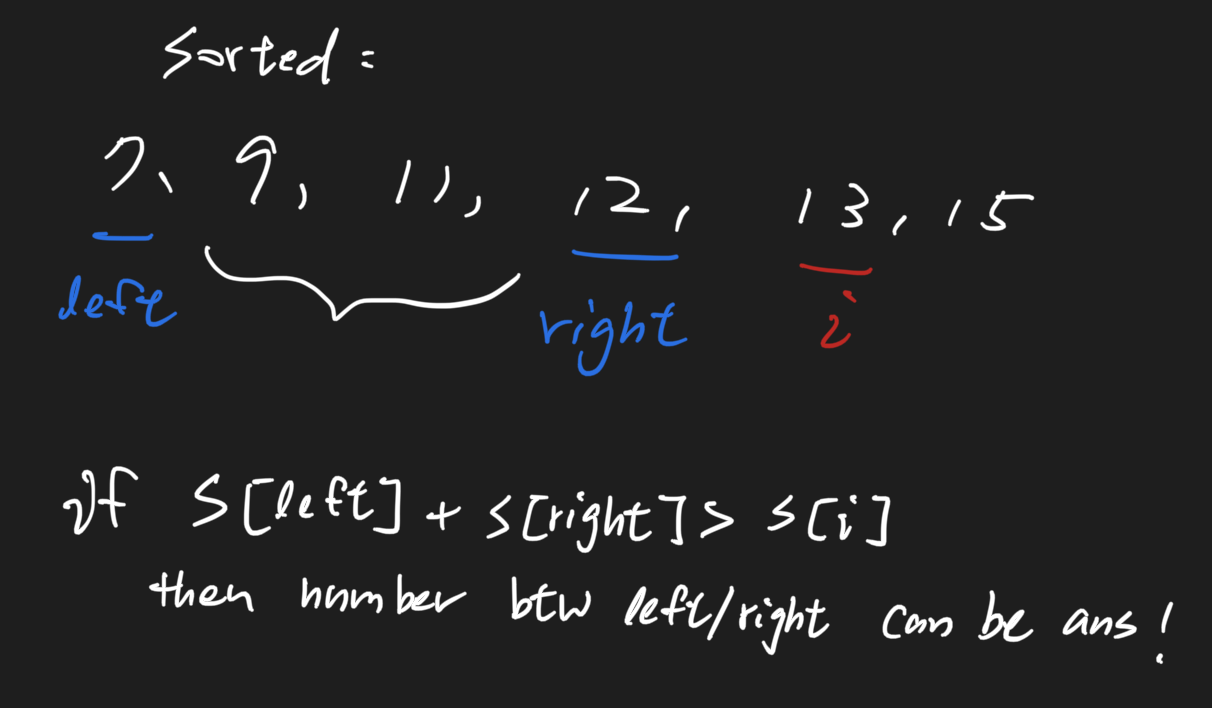 Sorted =
7、 9, 11, 12, 13, 15
left right i
if S[left] + S[right] > S[i]
then number btw left/right can be ans!